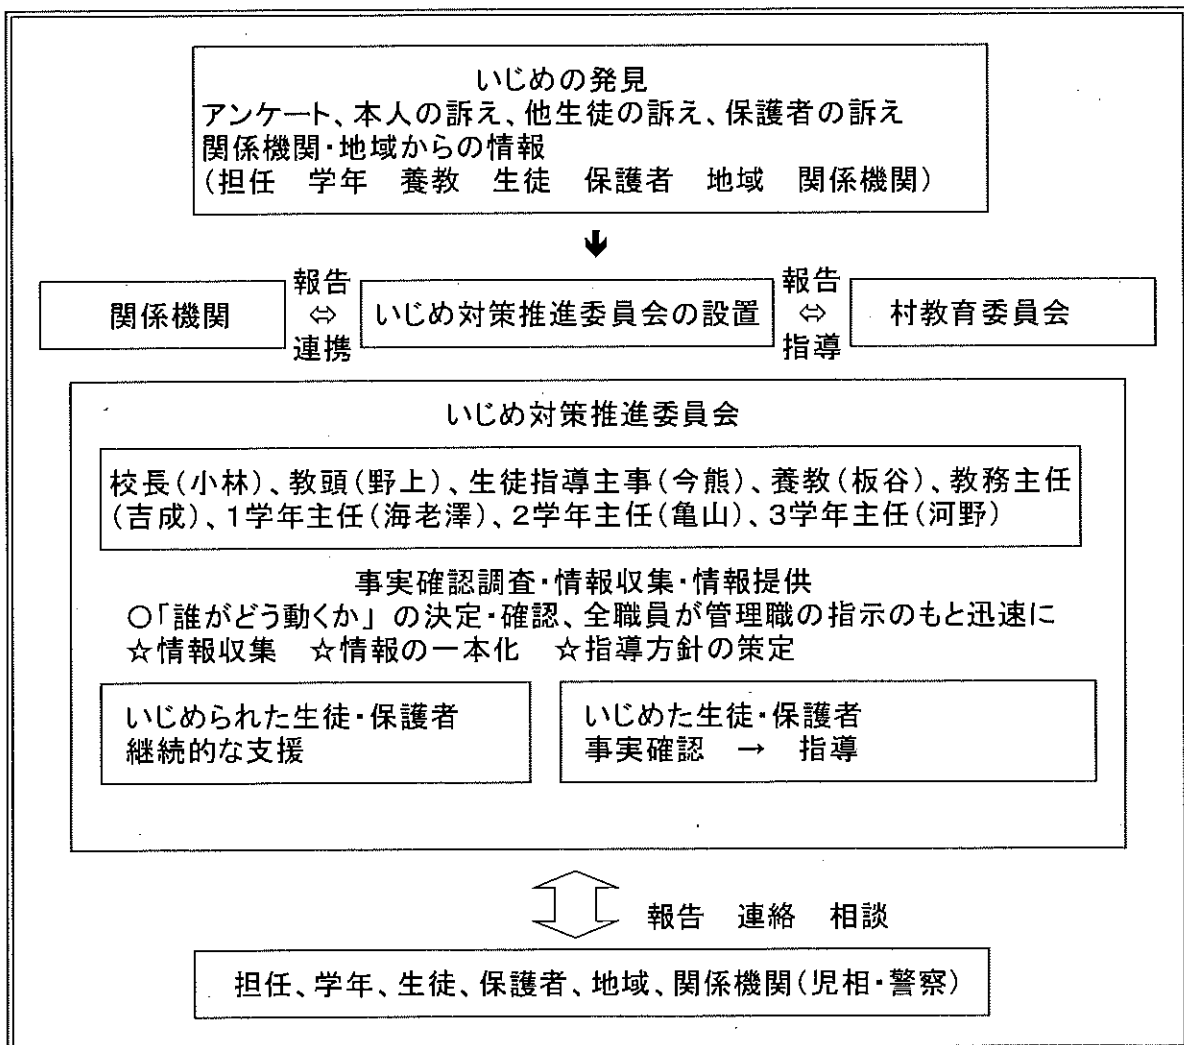 いじめの発見
アンケート、本人の訴え、他生徒の訴え、保護者の訴え
関係機関・地域からの情報
(担任　学年　養教　生徒　保護者　地域　関係機関)
関係機関
報告
⇔
連携
いじめ対策推進委員会の設置
報告
⇔
指導
村教育委員会
いじめ対策推進委員会
校長(小林)、教頭(野上)、生徒指導主事(今熊)、養教(板谷)、教務主任
(吉成)、1学年主任(海老澤)、2学年主任(亀山)、3学年主任(河野)
事実確認調査・情報収集・情報提供
○「誰がどう動くか」の決定・確認、全職員が管理職の指示のもと迅速に
☆情報収集　☆情報の一本化　☆指導方針の策定
いじめられた生徒・保護者
継続的な支援
いじめた生徒・保護者
事実確認　→　指導
報告　連絡　相談
担任、学年、生徒、保護者、地域、関係機関(児相・警察)